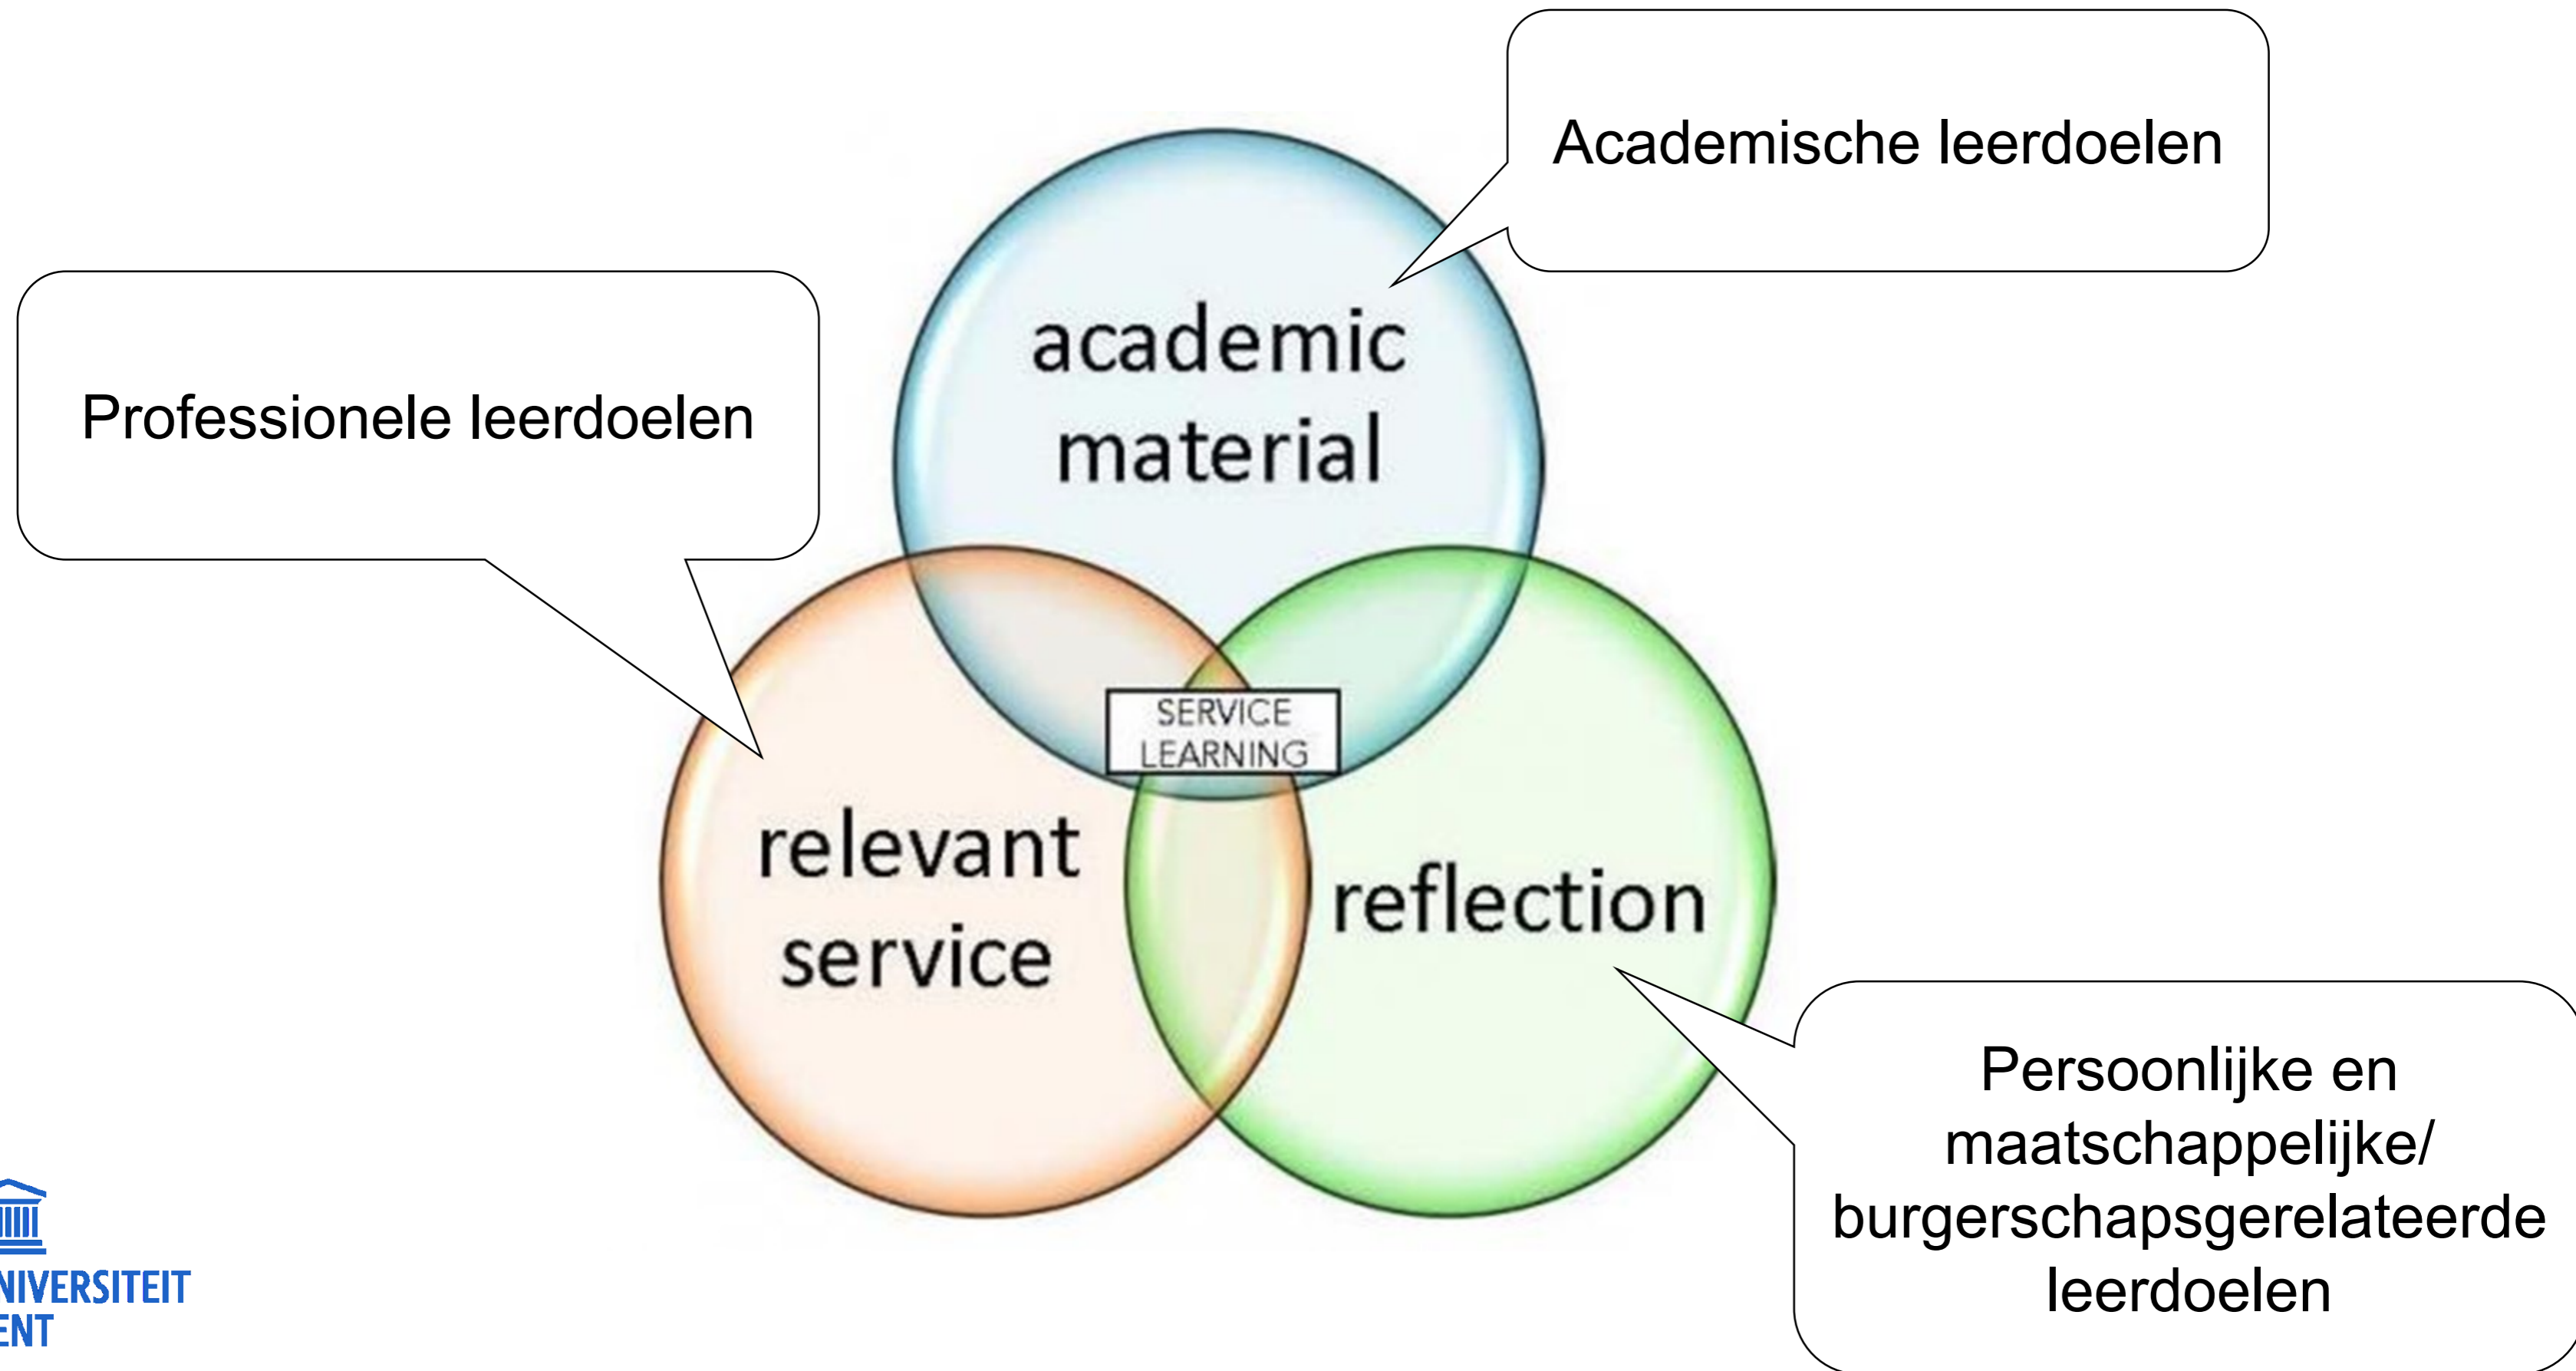 Academische leerdoelen
Professionele leerdoelen
academic
material
SERVICE
LEARNING
relevant
service
reflection
Persoonlijke en
maatschappelijke/
burgerschapsgerelateerde
leerdoelen
NIVERSITEIT
ENT